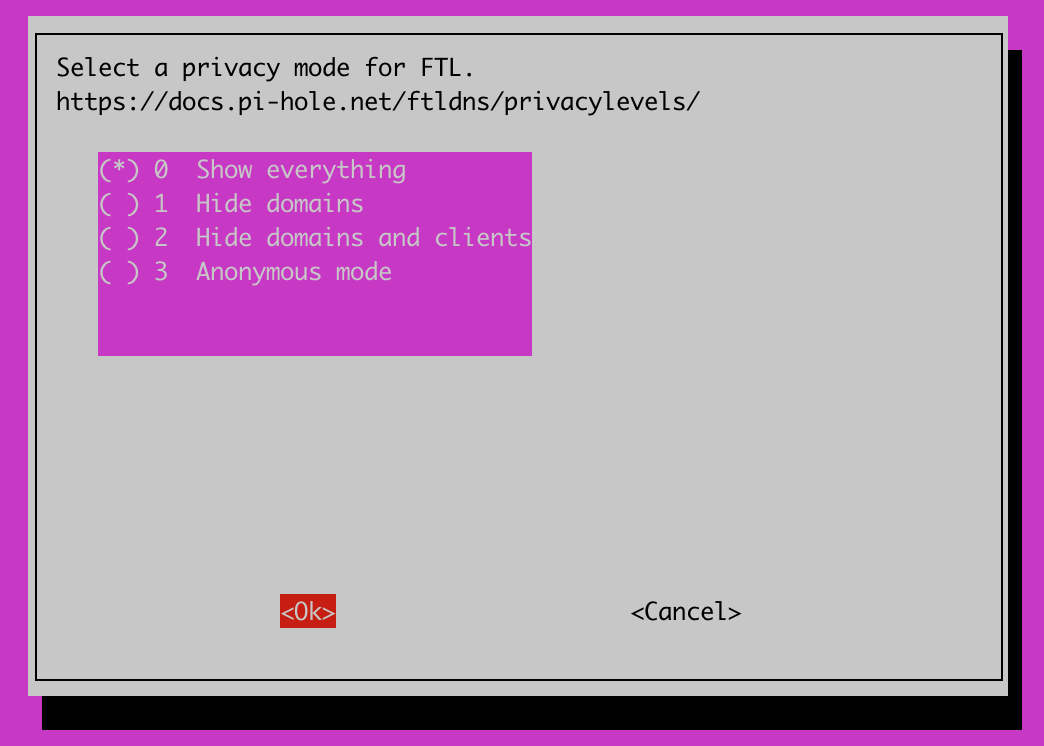 Select a privacy mode for FTL.
https://docs.pi-hole.net/ftldns/privacylevels/
(*) 0  Show everything
( ) 1  Hide domains
( ) 2  Hide domains and clients
( ) 3  Anonymous mode
<Ok> <Cancel>